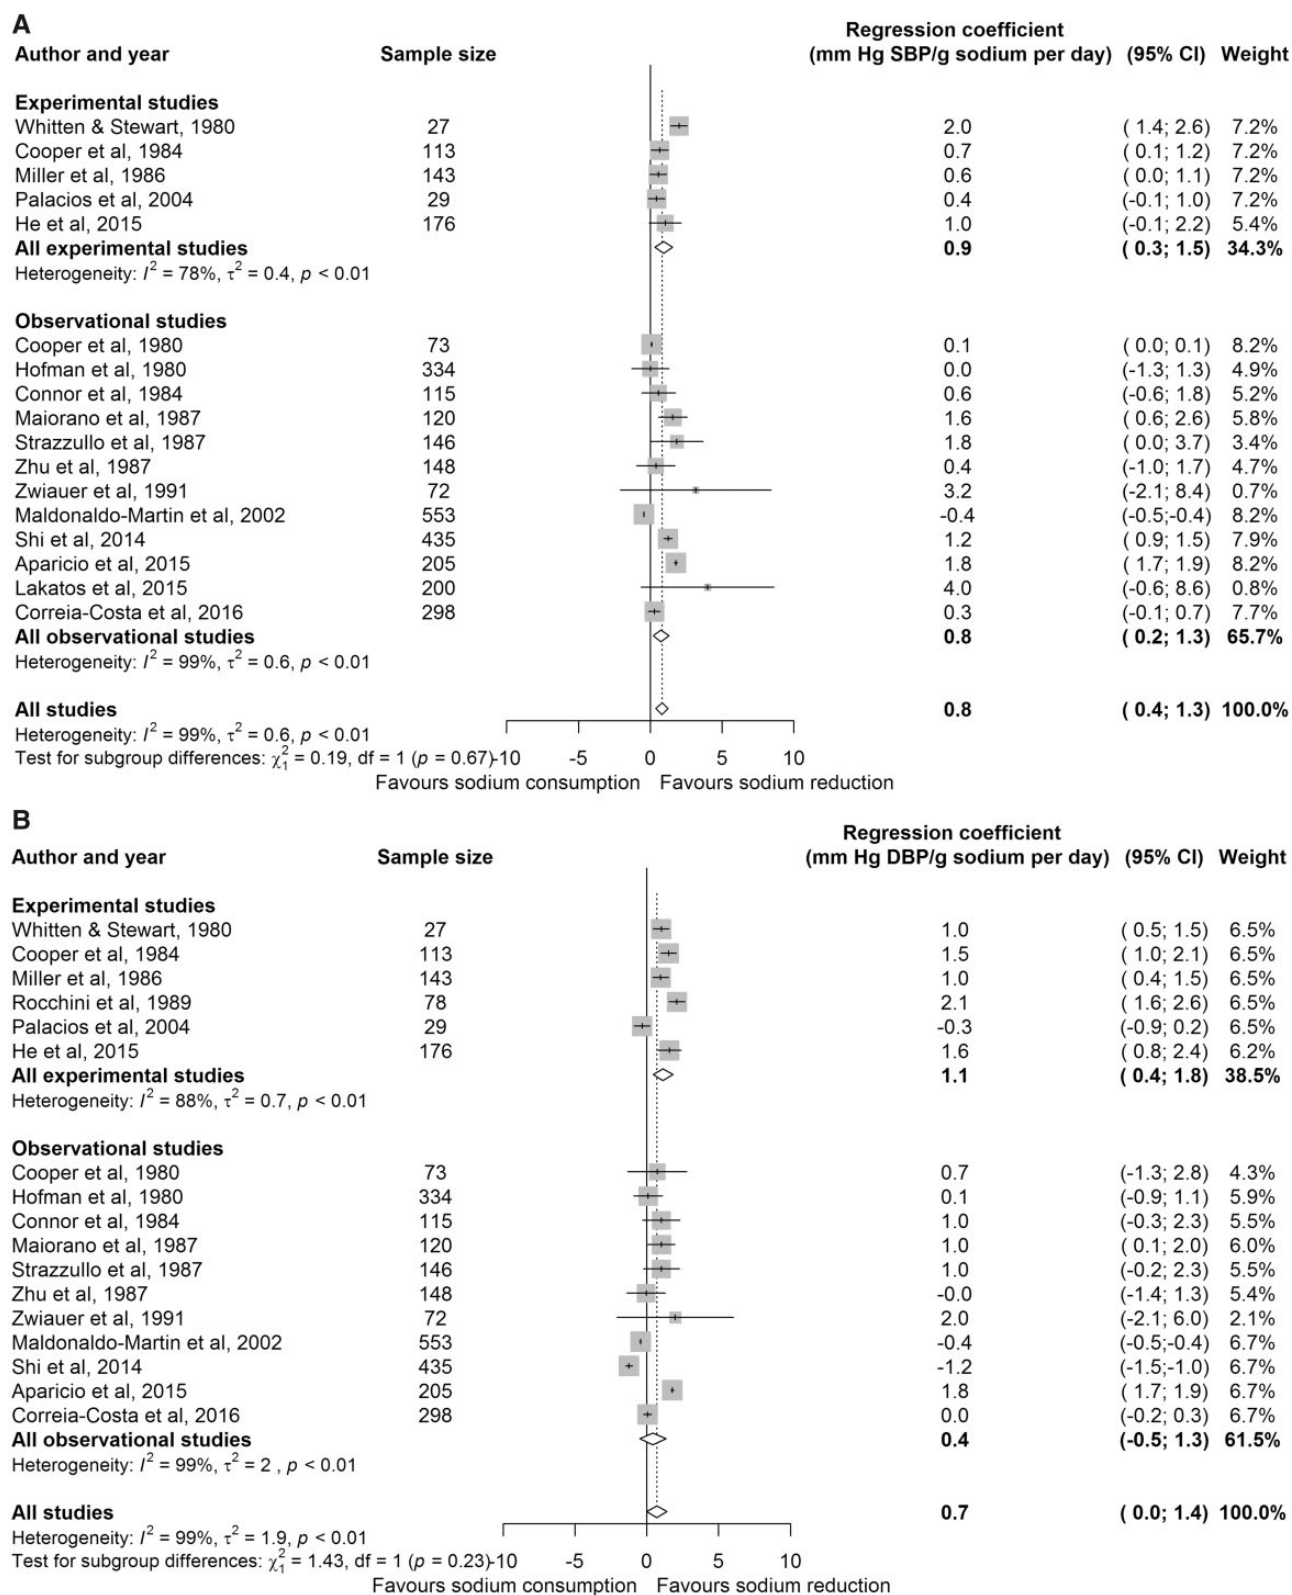 A
Regression coefficient
Author and year Sample size (mm Hg SBP/g sodium per day) (95% CI) Weight
Experimental studies
Whitten & Stewart, 1980 27 2.0 ( 1.4; 2.6) 7.2%
Cooper et al, 1984 113 0.7 ( 0.1; 1.2) 7.2%
Miller et al, 1986 143 0.6 ( 0.0; 1.1) 7.2%
Palacios et al, 2004 29 0.4 (-0.1; 1.0) 7.2%
He et al, 2015 176 1.0 (-0.1; 2.2) 5.4%
All experimental studies 0.9 ( 0.3; 1.5) 34.3%
Heterogeneity: I² = 78%, τ² = 0.4, p < 0.01
Observational studies
Cooper et al, 1980 73 0.1 ( 0.0; 0.1) 8.2%
Hofman et al, 1980 334 0.0 (-1.3; 1.3) 4.9%
Connor et al, 1984 115 0.6 (-0.6; 1.8) 5.2%
Maiorano et al, 1987 120 1.6 ( 0.6; 2.6) 5.8%
Strazzullo et al, 1987 146 1.8 ( 0.0; 3.7) 3.4%
Zhu et al, 1987 148 0.4 (-1.0; 1.7) 4.7%
Zwiauer et al, 1991 72 3.2 (-2.1; 8.4) 0.7%
Maldonaldo-Martin et al, 2002 553 -0.4 (-0.5;-0.4) 8.2%
Shi et al, 2014 435 1.2 ( 0.9; 1.5) 7.9%
Aparicio et al, 2015 205 1.8 ( 1.7; 1.9) 8.2%
Lakatos et al, 2015 200 4.0 (-0.6; 8.6) 0.8%
Correia-Costa et al, 2016 298 0.3 (-0.1; 0.7) 7.7%
All observational studies 0.8 ( 0.2; 1.3) 65.7%
Heterogeneity: I² = 99%, τ² = 0.6, p < 0.01
All studies 0.8 ( 0.4; 1.3) 100.0%
Heterogeneity: I² = 99%, τ² = 0.6, p < 0.01
Test for subgroup differences: χ₁² = 0.19, df = 1 (p = 0.67) -10 -5 0 5 10
Favours sodium consumption Favours sodium reduction
B
Regression coefficient
Author and year Sample size (mm Hg DBP/g sodium per day) (95% CI) Weight
Experimental studies
Whitten & Stewart, 1980 27 1.0 ( 0.5; 1.5) 6.5%
Cooper et al, 1984 113 1.5 ( 1.0; 2.1) 6.5%
Miller et al, 1986 143 1.0 ( 0.4; 1.5) 6.5%
Rocchini et al, 1989 78 2.1 ( 1.6; 2.6) 6.5%
Palacios et al, 2004 29 -0.3 (-0.9; 0.2) 6.5%
He et al, 2015 176 1.6 ( 0.8; 2.4) 6.2%
All experimental studies 1.1 ( 0.4; 1.8) 38.5%
Heterogeneity: I² = 88%, τ² = 0.7, p < 0.01
Observational studies
Cooper et al, 1980 73 0.7 (-1.3; 2.8) 4.3%
Hofman et al, 1980 334 0.1 (-0.9; 1.1) 5.9%
Connor et al, 1984 115 1.0 (-0.3; 2.3) 5.5%
Maiorano et al, 1987 120 1.0 ( 0.1; 2.0) 6.0%
Strazzullo et al, 1987 146 1.0 (-0.2; 2.3) 5.5%
Zhu et al, 1987 148 -0.0 (-1.4; 1.3) 5.4%
Zwiauer et al, 1991 72 2.0 (-2.1; 6.0) 2.1%
Maldonaldo-Martin et al, 2002 553 -0.4 (-0.5;-0.4) 6.7%
Shi et al, 2014 435 -1.2 (-1.5;-1.0) 6.7%
Aparicio et al, 2015 205 1.8 ( 1.7; 1.9) 6.7%
Correia-Costa et al, 2016 298 0.0 (-0.2; 0.3) 6.7%
All observational studies 0.4 (-0.5; 1.3) 61.5%
Heterogeneity: I² = 99%, τ² = 2 , p < 0.01
All studies 0.7 ( 0.0; 1.4) 100.0%
Heterogeneity: I² = 99%, τ² = 1.9, p < 0.01
Test for subgroup differences: χ₁² = 1.43, df = 1 (p = 0.23) -10 -5 0 5 10
Favours sodium consumption Favours sodium reduction